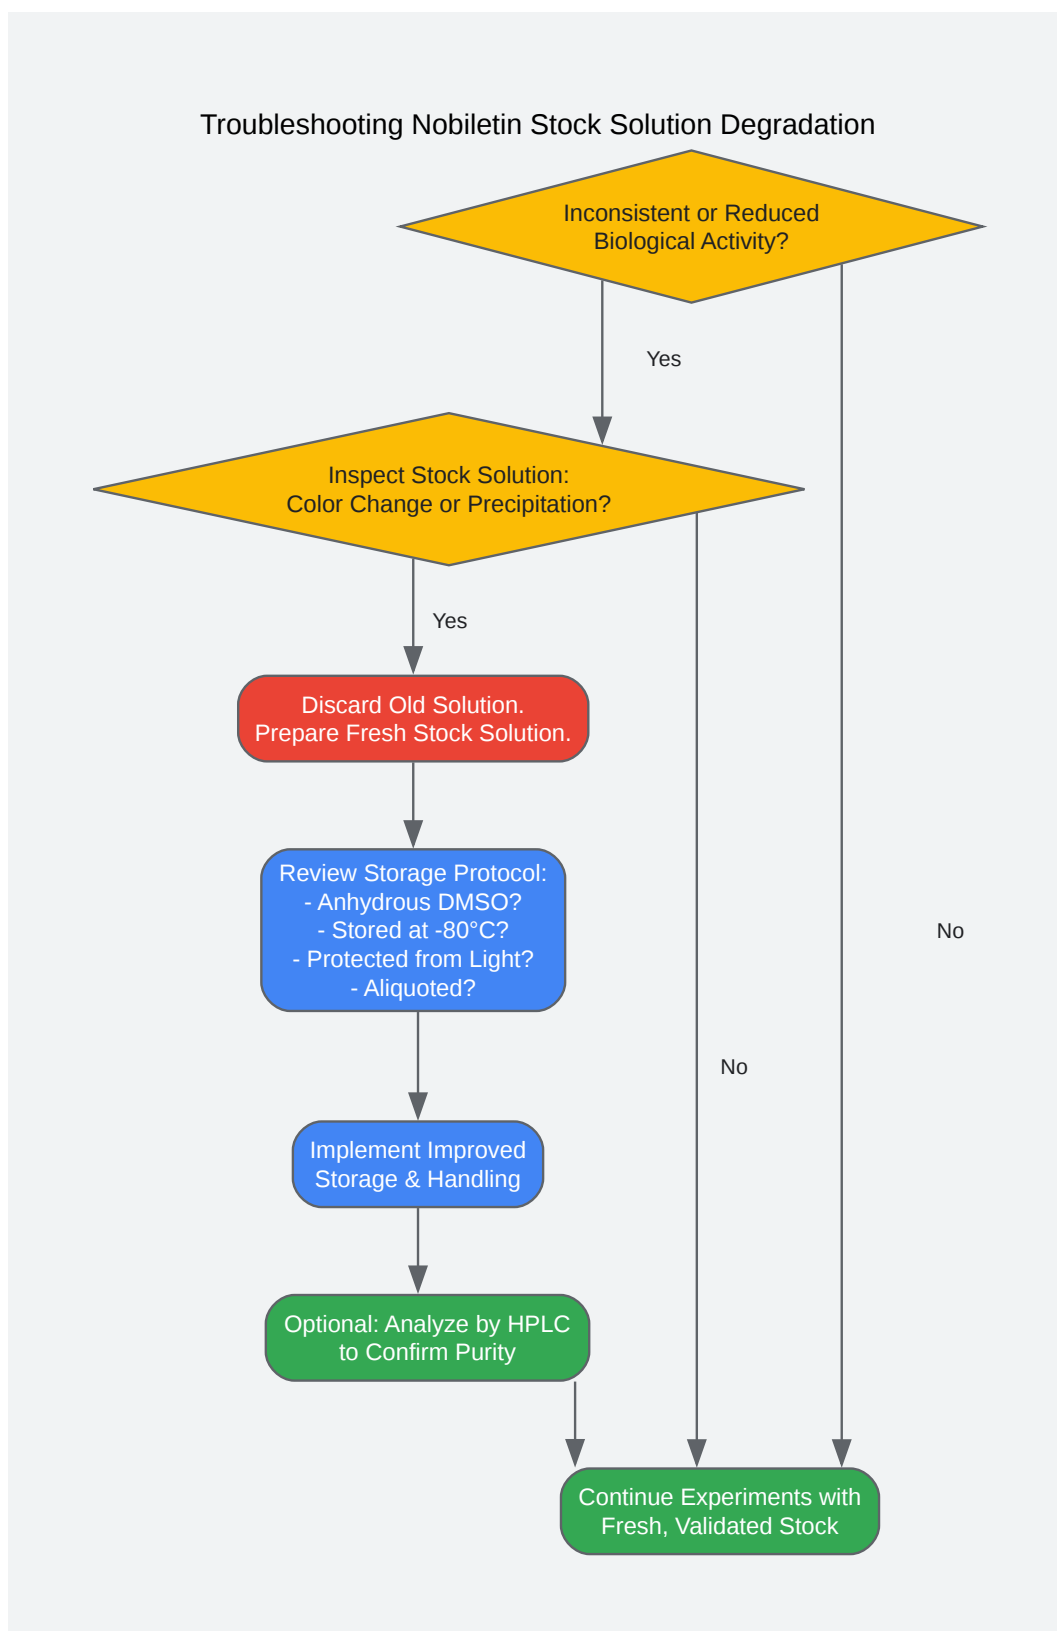 Troubleshooting Nobiletin Stock Solution Degradation
Inconsistent or Reduced
Biological Activity?
Yes
Inspect Stock Solution:
Color Change or Precipitation?
Yes
Discard Old Solution.
Prepare Fresh Stock Solution.
Review Storage Protocol:
- Anhydrous DMSO?
- Stored at -80°C?
- Protected from Light?
- Aliquoted?
No
No
Implement Improved
Storage & Handling
Optional: Analyze by HPLC
to Confirm Purity
Continue Experiments with
Fresh, Validated Stock